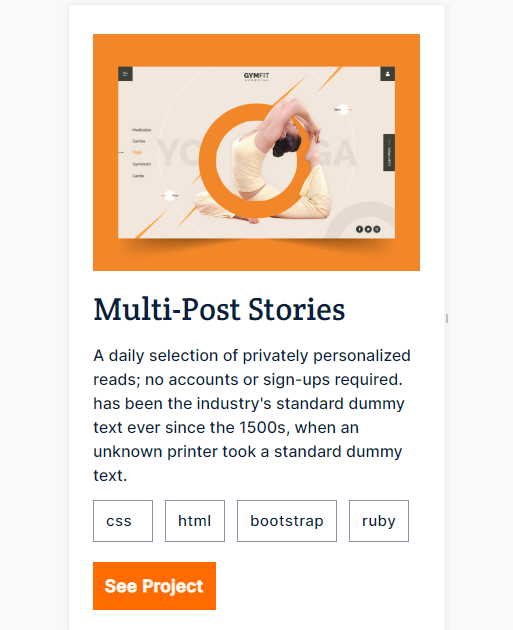 GYMFIT
Meditation
Zumba
Yoga
Gymnastic
Cardio
YO GA
Multi-Post Stories
A daily selection of privately personalized
reads; no accounts or sign-ups required.
has been the industry's standard dummy
text ever since the 1500s, when an
unknown printer took a standard dummy
text.
css html bootstrap ruby
See Project